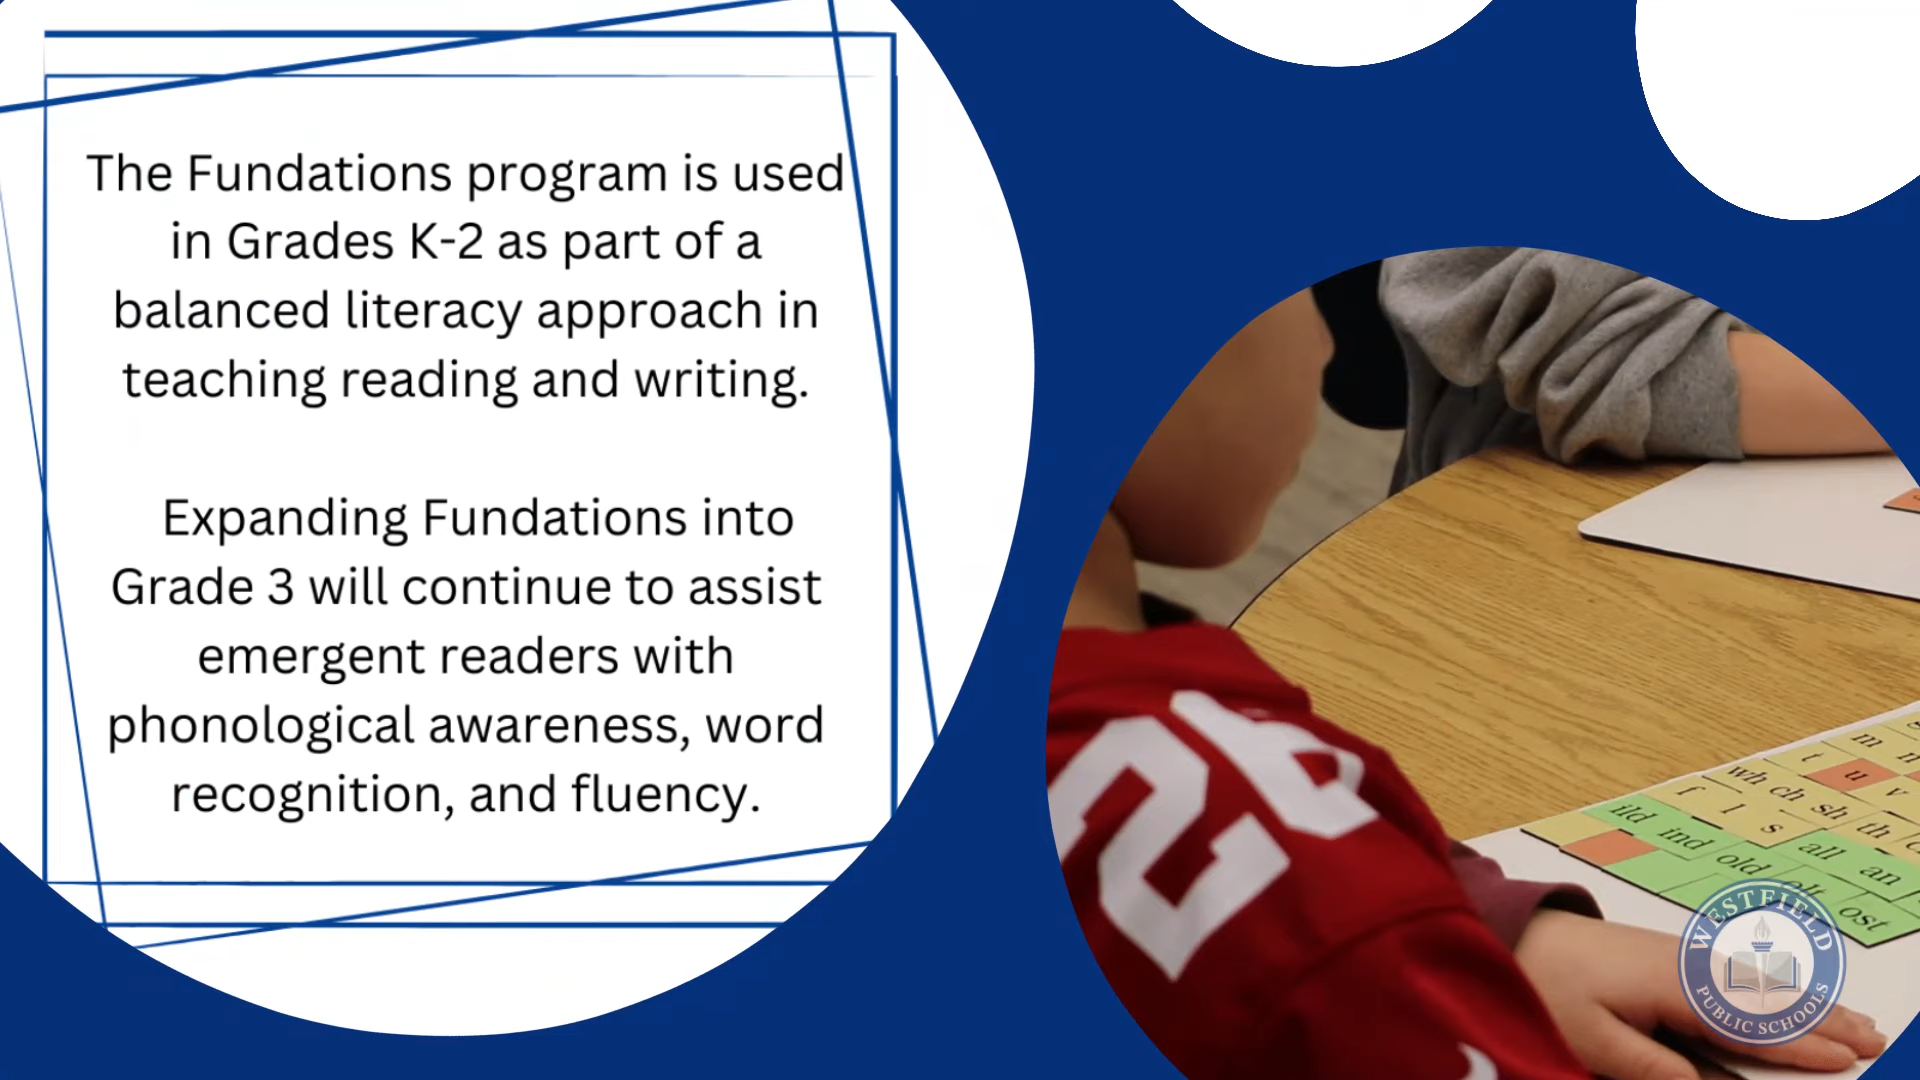 The Fundations program is used
in Grades K-2 as part of a
balanced literacy approach in
teaching reading and writing.
Expanding Fundations into
Grade 3 will continue to assist
emergent readers with
phonological awareness, word
recognition, and fluency.
m n
t u v
wh ch sh th
f l s
all an
ild ind old olt ost
WESTFIELD
PUBLIC SCHOOLS